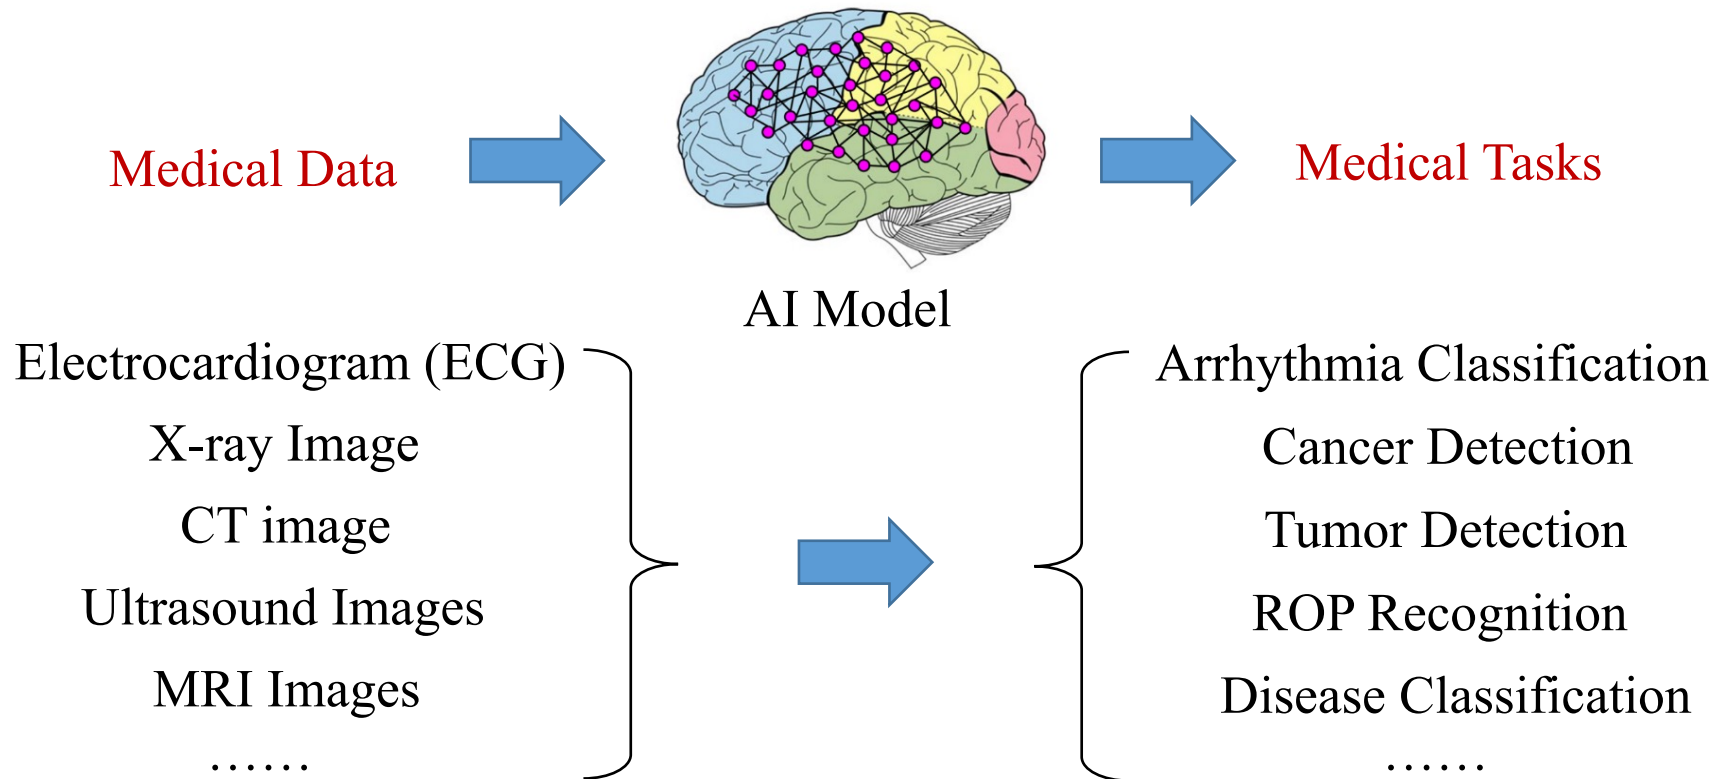 Medical Data
Medical Tasks
AI Model
Electrocardiogram (ECG)
X-ray Image
CT image
Ultrasound Images
MRI Images
……
Arrhythmia Classification
Cancer Detection
Tumor Detection
ROP Recognition
Disease Classification
……